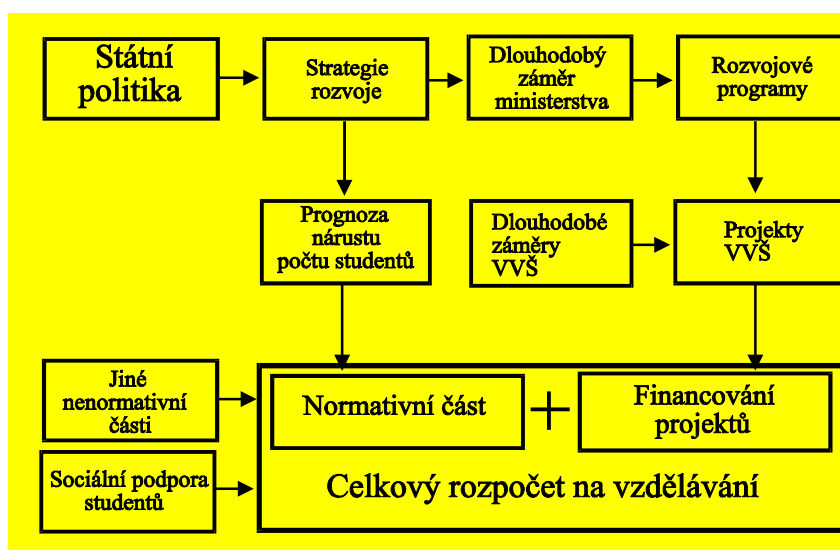 Státní
politika
Strategie
rozvoje
Dlouhodobý
záměr
ministerstva
Rozvojové
programy
Prognoza
nárustu
počtu studentů
Dlouhodobé
záměry
VVŠ
Projekty
VVŠ
Jiné
nenormativní
části
Normativní část
+
Financování
projektů
Sociální podpora
studentů
Celkový rozpočet na vzdělávání